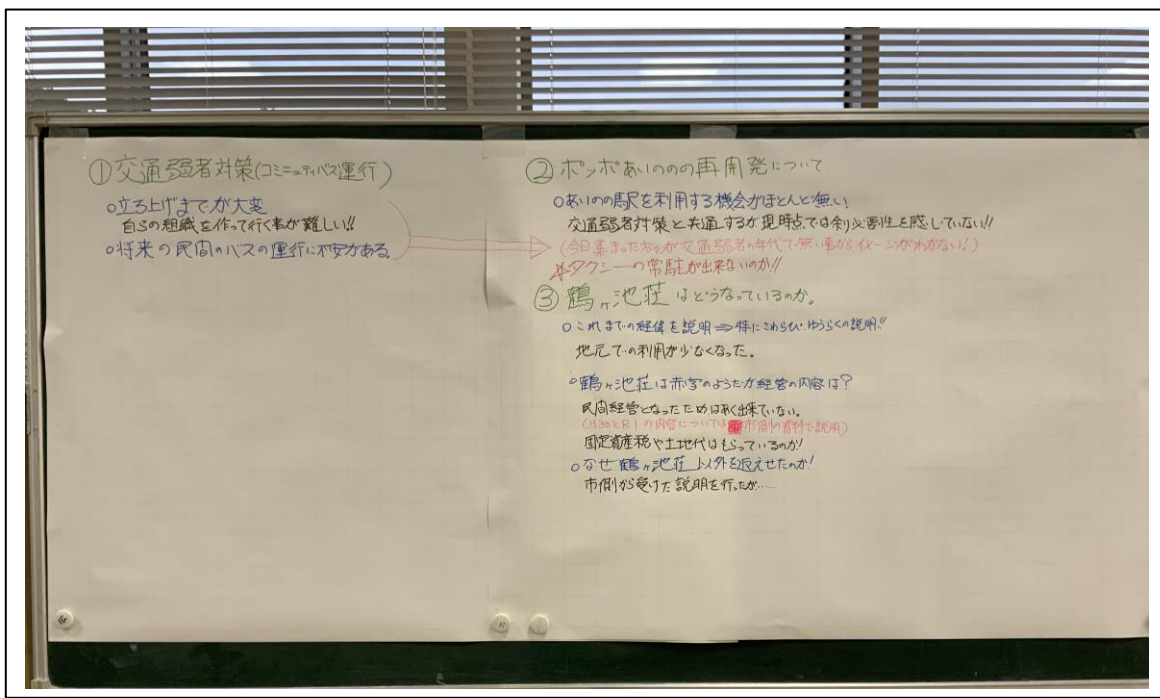 ①交通弱者対策(コミニュティバス運行)
○立ち上げまでが大変
自らの組織を作って行く事が難しい!!
○将来の民間のバスの運行に不安がある
②ポッポあいのの再開発について
○あいのの駅を利用する機会がほとんど無い!
交通弱者対策と共通するが現時点では余り必要性を感じていない!!
(今日集まった方々が交通弱者の年代で無い事からイメージがわかない!)
☆タクシーの常駐が出来ないのか!!
③鶴ヶ池荘はどうなっているのか。
○これまでの経偉を説明⇒特にさわらび、ゆうらくの説明!!
地元での利用が少なくなった。
○鶴ヶ池荘は赤字のようだが経営の内容は?
民間経営となったためはあく出来ていない。
(H30とR1の内容については市側の資料で説明)
固定資産税や土地代はもらっているのか!
○なぜ鶴ヶ池荘以外を返えせたのか!
市側から受けた説明を行ったが……